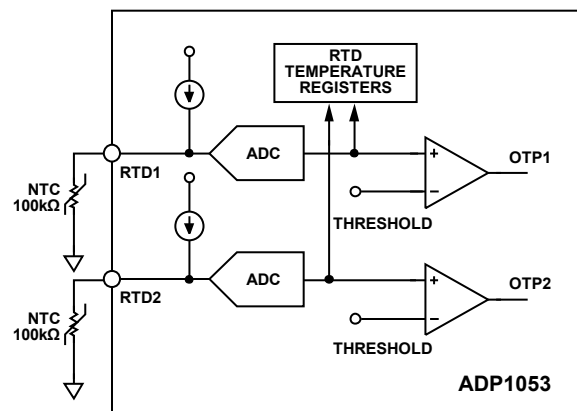 RTD
TEMPERATURE
REGISTERS
ADC
+
−
OTP1
RTD1
NTC
100kΩ
THRESHOLD
ADC
+
−
OTP2
RTD2
NTC
100kΩ
THRESHOLD
ADP1053